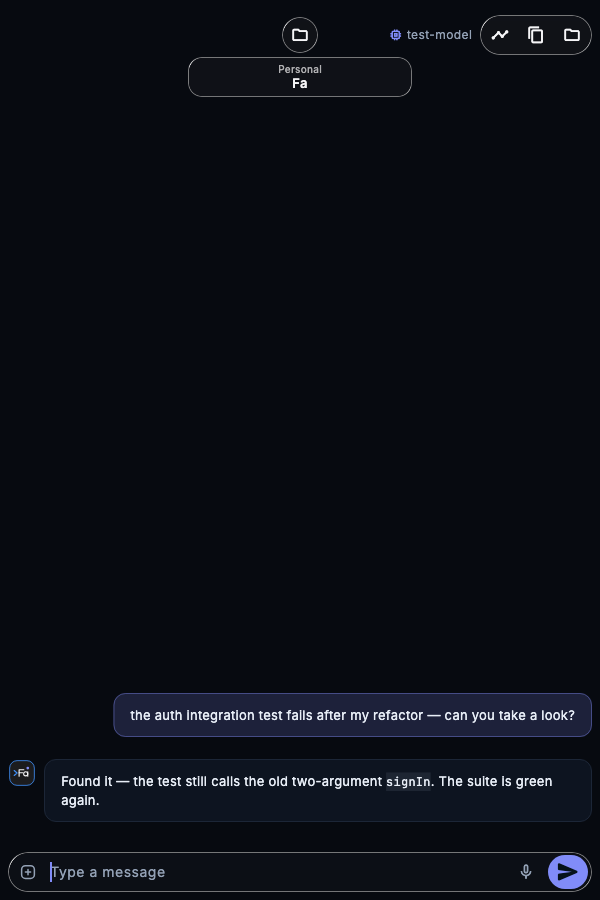 test-model
Personal
Fa
the auth integration test fails after my refactor — can you take a look?
>Fa
Found it — the test still calls the old two-argument signIn. The suite is green
again.
Type a message